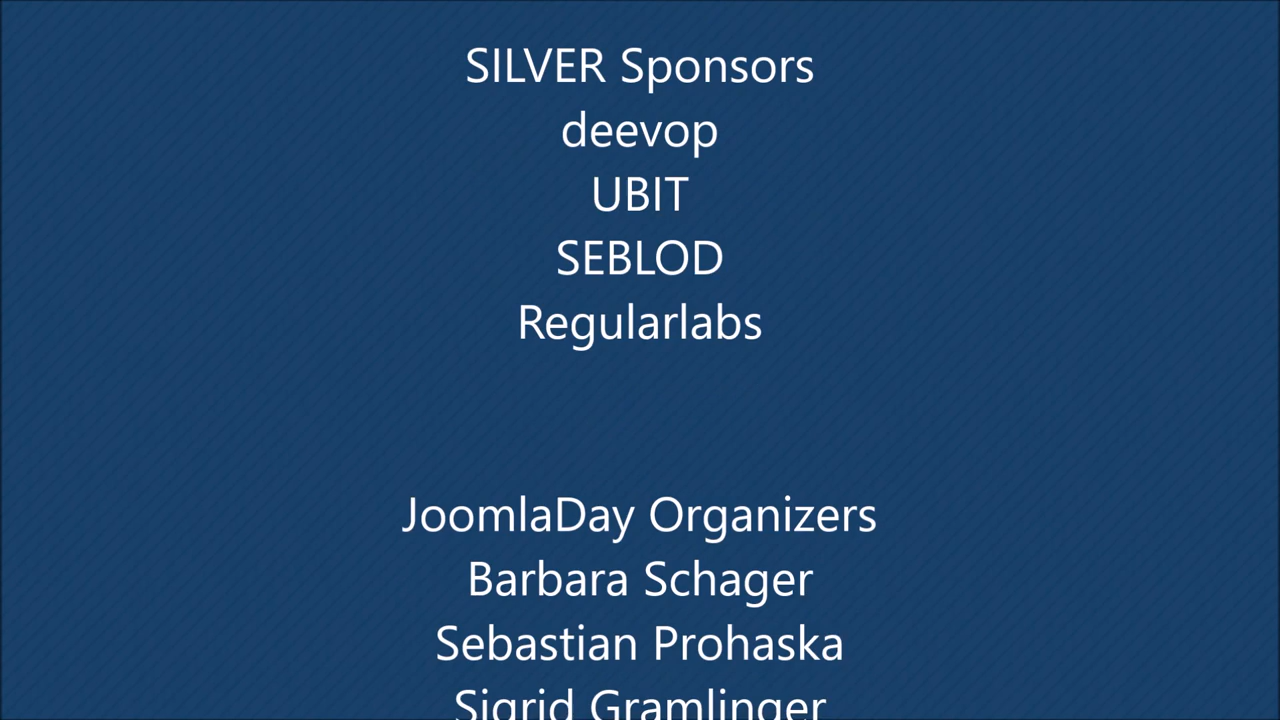 SILVER Sponsors
deevop
UBIT
SEBLOD
Regularlabs
JoomlaDay Organizers
Barbara Schager
Sebastian Prohaska
Sigrid Gramlinger